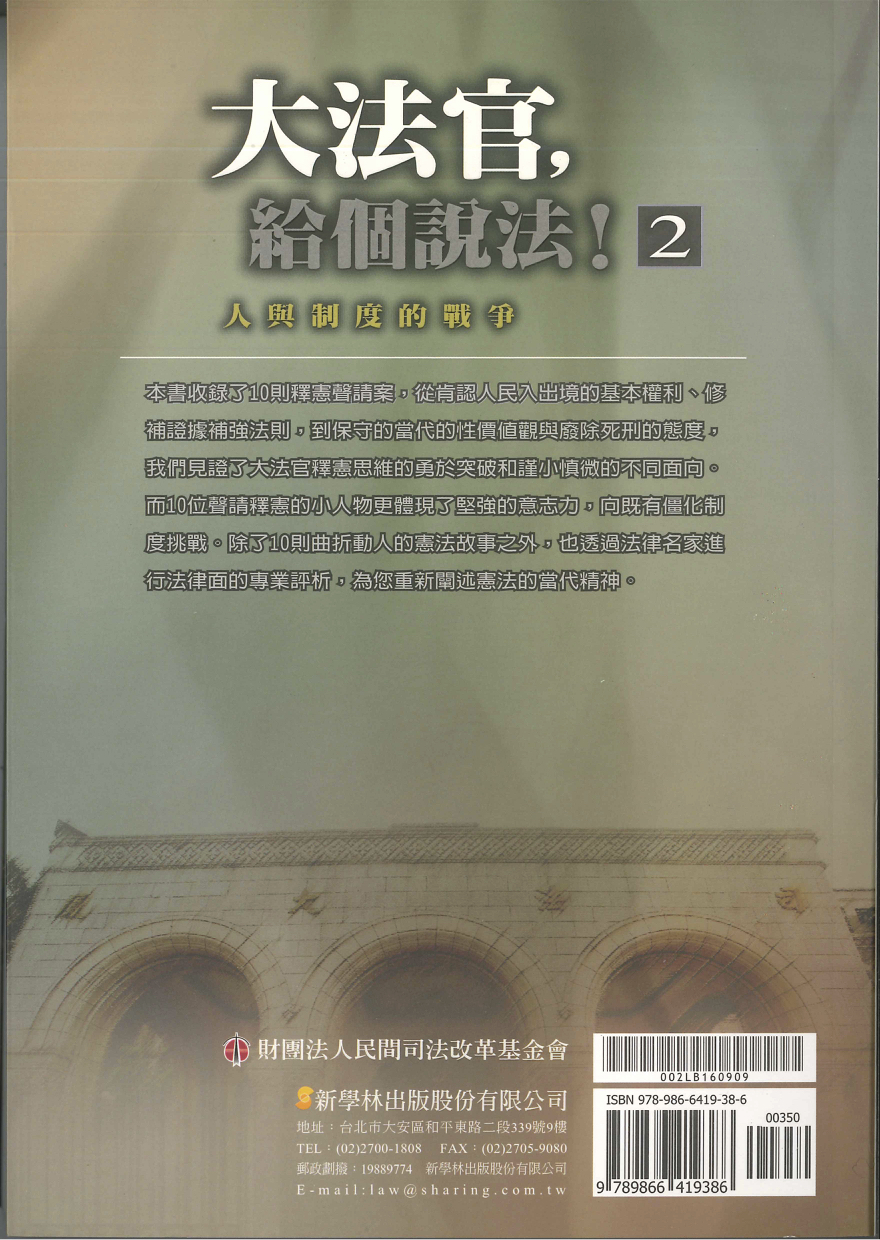 大法官,
給個說法! 2
人與制度的戰爭
本書收錄了10則釋憲聲請案，從肯認人民入出境的基本權利、修
補證據補強法則，到保守的當代的性價值觀與廢除死刑的態度，
我們見證了大法官釋憲思維的勇於突破和謹小慎微的不同面向。
而10位聲請釋憲的小人物更體現了堅強的意志力，向既有僵化制
度挑戰。除了10則曲折動人的憲法故事之外，也透過法律名家進
行法律面的專業評析，為您重新闡述憲法的當代精神。
財團法人民間司法改革基金會
002LB160909
新學林出版股份有限公司
地址：台北市大安區和平東路二段339號9樓
TEL：(02)2700-1808 FAX：(02)2705-9080
郵政劃撥：19889774 新學林出版股份有限公司
E-mail:law@sharing.com.tw
ISBN 978-986-6419-38-6
00350
9 789866 419386